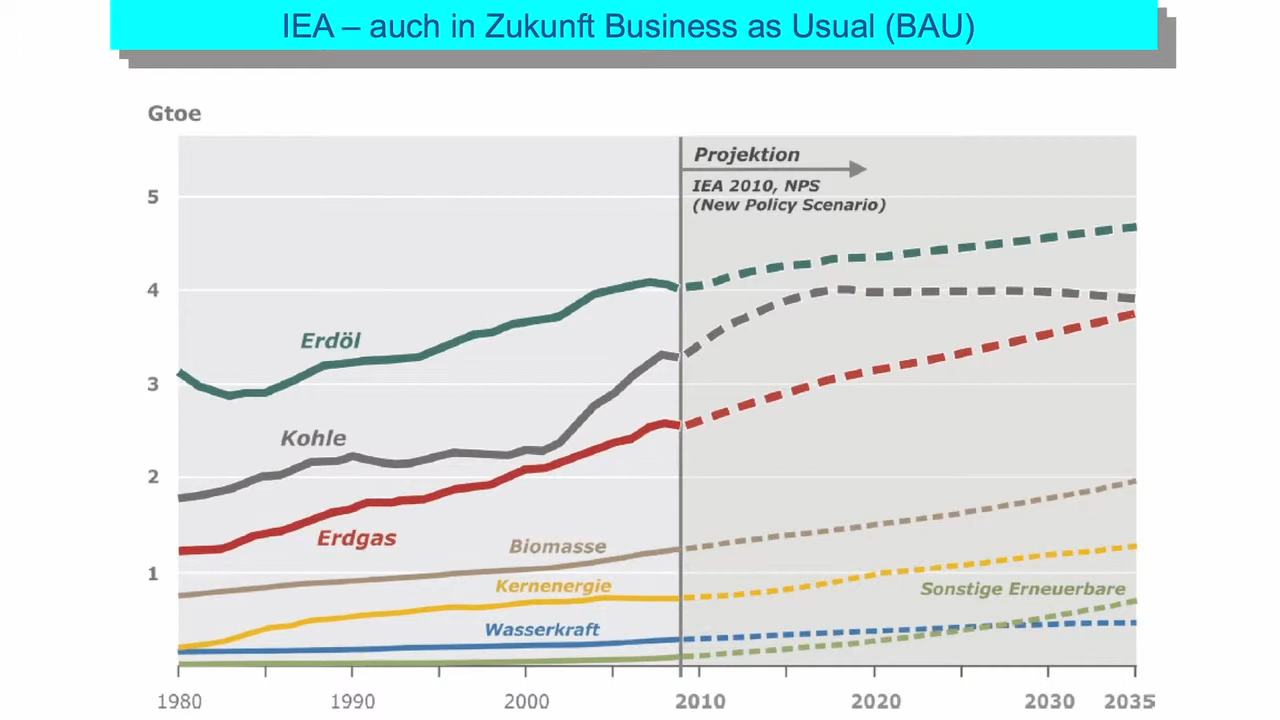 IEA – auch in Zukunft Business as Usual (BAU)
Gtoe
Projektion
IEA 2010, NPS
(New Policy Scenario)
5
4
3
2
1
Erdöl
Kohle
Erdgas
Biomasse
Kernenergie
Sonstige Erneuerbare
Wasserkraft
1980 1990 2000 2010 2020 2030 2035